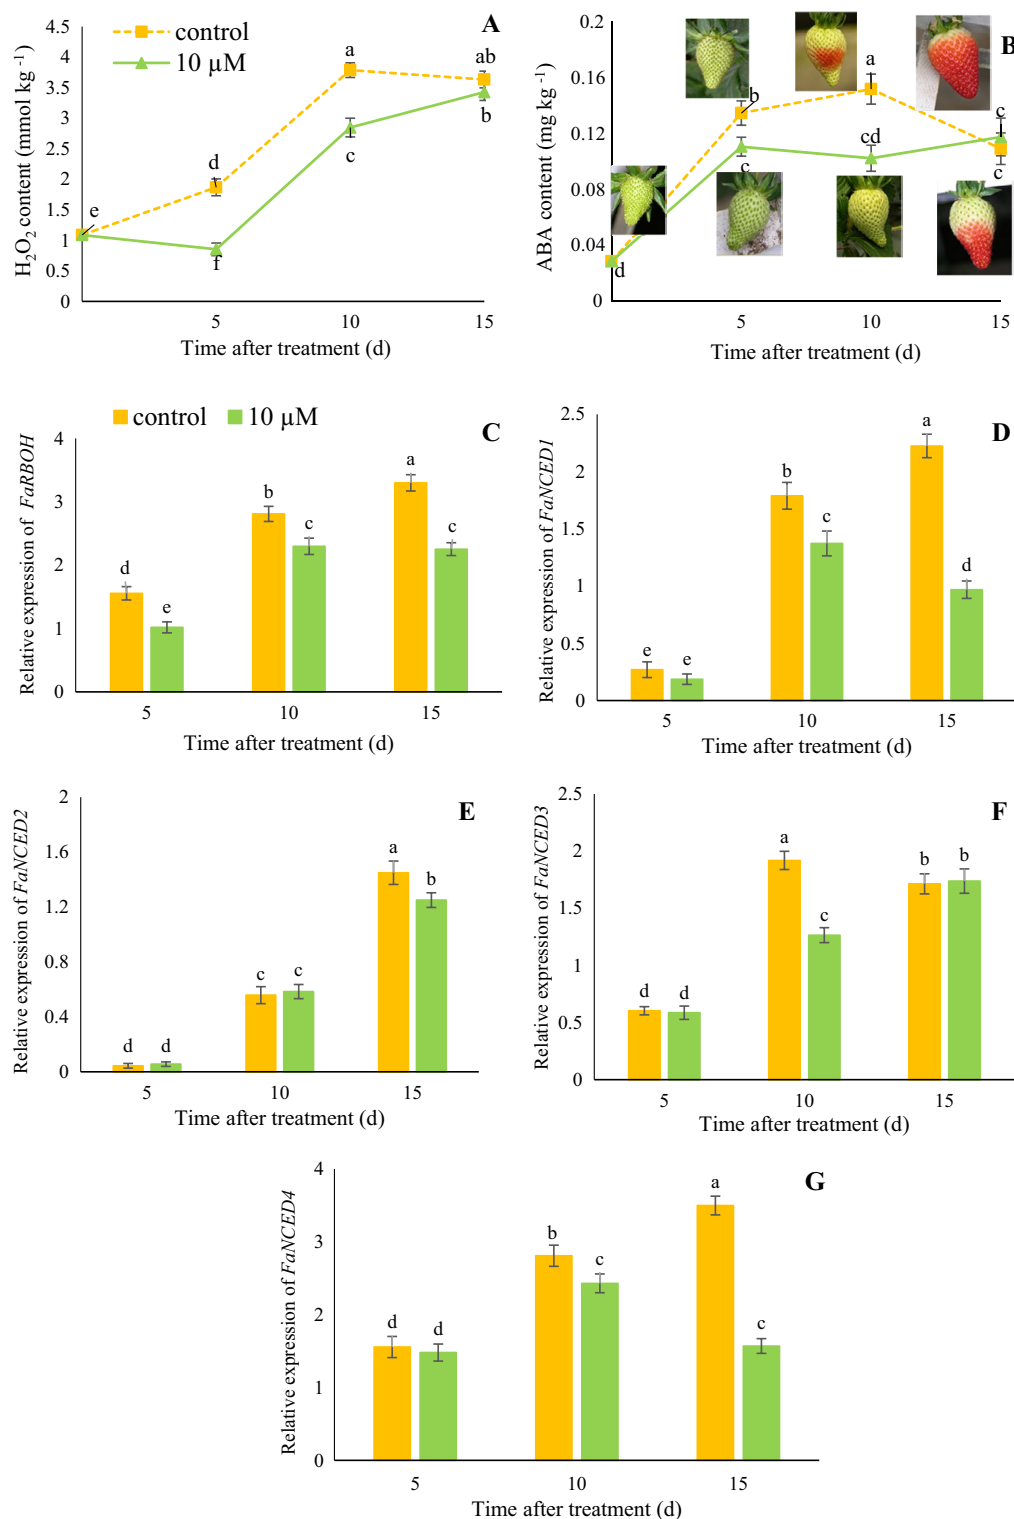 A
control
10 μM
H₂O₂ content (mmol kg ⁻¹)
4.5
4
3.5
3
2.5
2
1.5
1
0.5
0
e
d
f
a
c
ab
b
5
10
15
Time after treatment (d)
B
ABA content (mg kg⁻¹)
0.2
0.16
0.12
0.08
0.04
0
d
b
c
a
cd
c
c
5
10
15
Time after treatment (d)
control
10 μM
C
Relative expression of FaRBOH
4
3
2
1
0
d
e
b
c
a
c
5
10
15
Time after treatment (d)
D
Relative expression of FaNCED1
2.5
2
1.5
1
0.5
0
e
e
b
c
a
d
5
10
15
Time after treatment (d)
E
Relative expression of FaNCED2
2
1.6
1.2
0.8
0.4
0
d
d
c
c
a
b
5
10
15
Time after treatment (d)
F
Relative expression of FaNCED3
2.5
2
1.5
1
0.5
0
d
d
a
c
b
b
5
10
15
Time after treatment (d)
G
Relative expression of FaNCED4
4
3
2
1
0
d
d
b
c
a
c
5
10
15
Time after treatment (d)